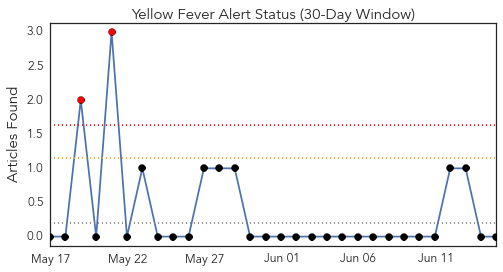 Yellow Fever Alert Status (30-Day Window)
Articles Found
3.0
2.5
2.0
1.5
1.0
0.5
0.0
May 17 May 22 May 27 Jun 01 Jun 06 Jun 11